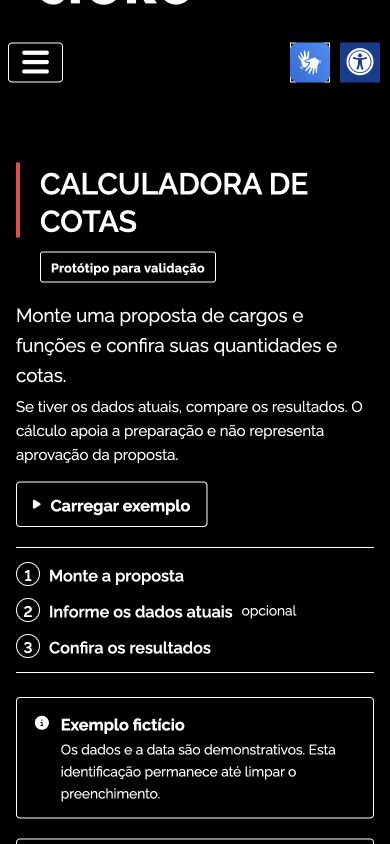 CALCULADORA DE
COTAS
Protótipo para validação
Monte uma proposta de cargos e
funções e confira suas quantidades e
cotas.
Se tiver os dados atuais, compare os resultados. O
cálculo apoia a preparação e não representa
aprovação da proposta.
Carregar exemplo
1 Monte a proposta
2 Informe os dados atuais opcional
3 Confira os resultados
Exemplo fictício
Os dados e a data são demonstrativos. Esta
identificação permanece até limpar o
preenchimento.